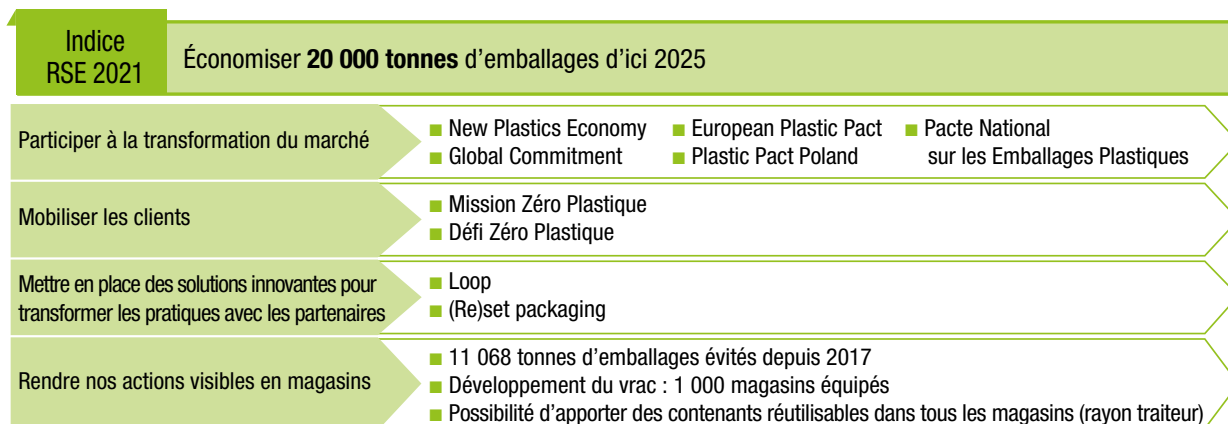 Indice
RSE 2021
Économiser 20 000 tonnes d'emballages d'ici 2025
Participer à la transformation du marché
■ New Plastics Economy
■ Global Commitment
■ European Plastic Pact
■ Plastic Pact Poland
■ Pacte National
sur les Emballages Plastiques
Mobiliser les clients
■ Mission Zéro Plastique
■ Défi Zéro Plastique
Mettre en place des solutions innovantes pour
transformer les pratiques avec les partenaires
■ Loop
■ (Re)set packaging
Rendre nos actions visibles en magasins
■ 11 068 tonnes d'emballages évités depuis 2017
■ Développement du vrac : 1 000 magasins équipés
■ Possibilité d'apporter des contenants réutilisables dans tous les magasins (rayon traiteur)